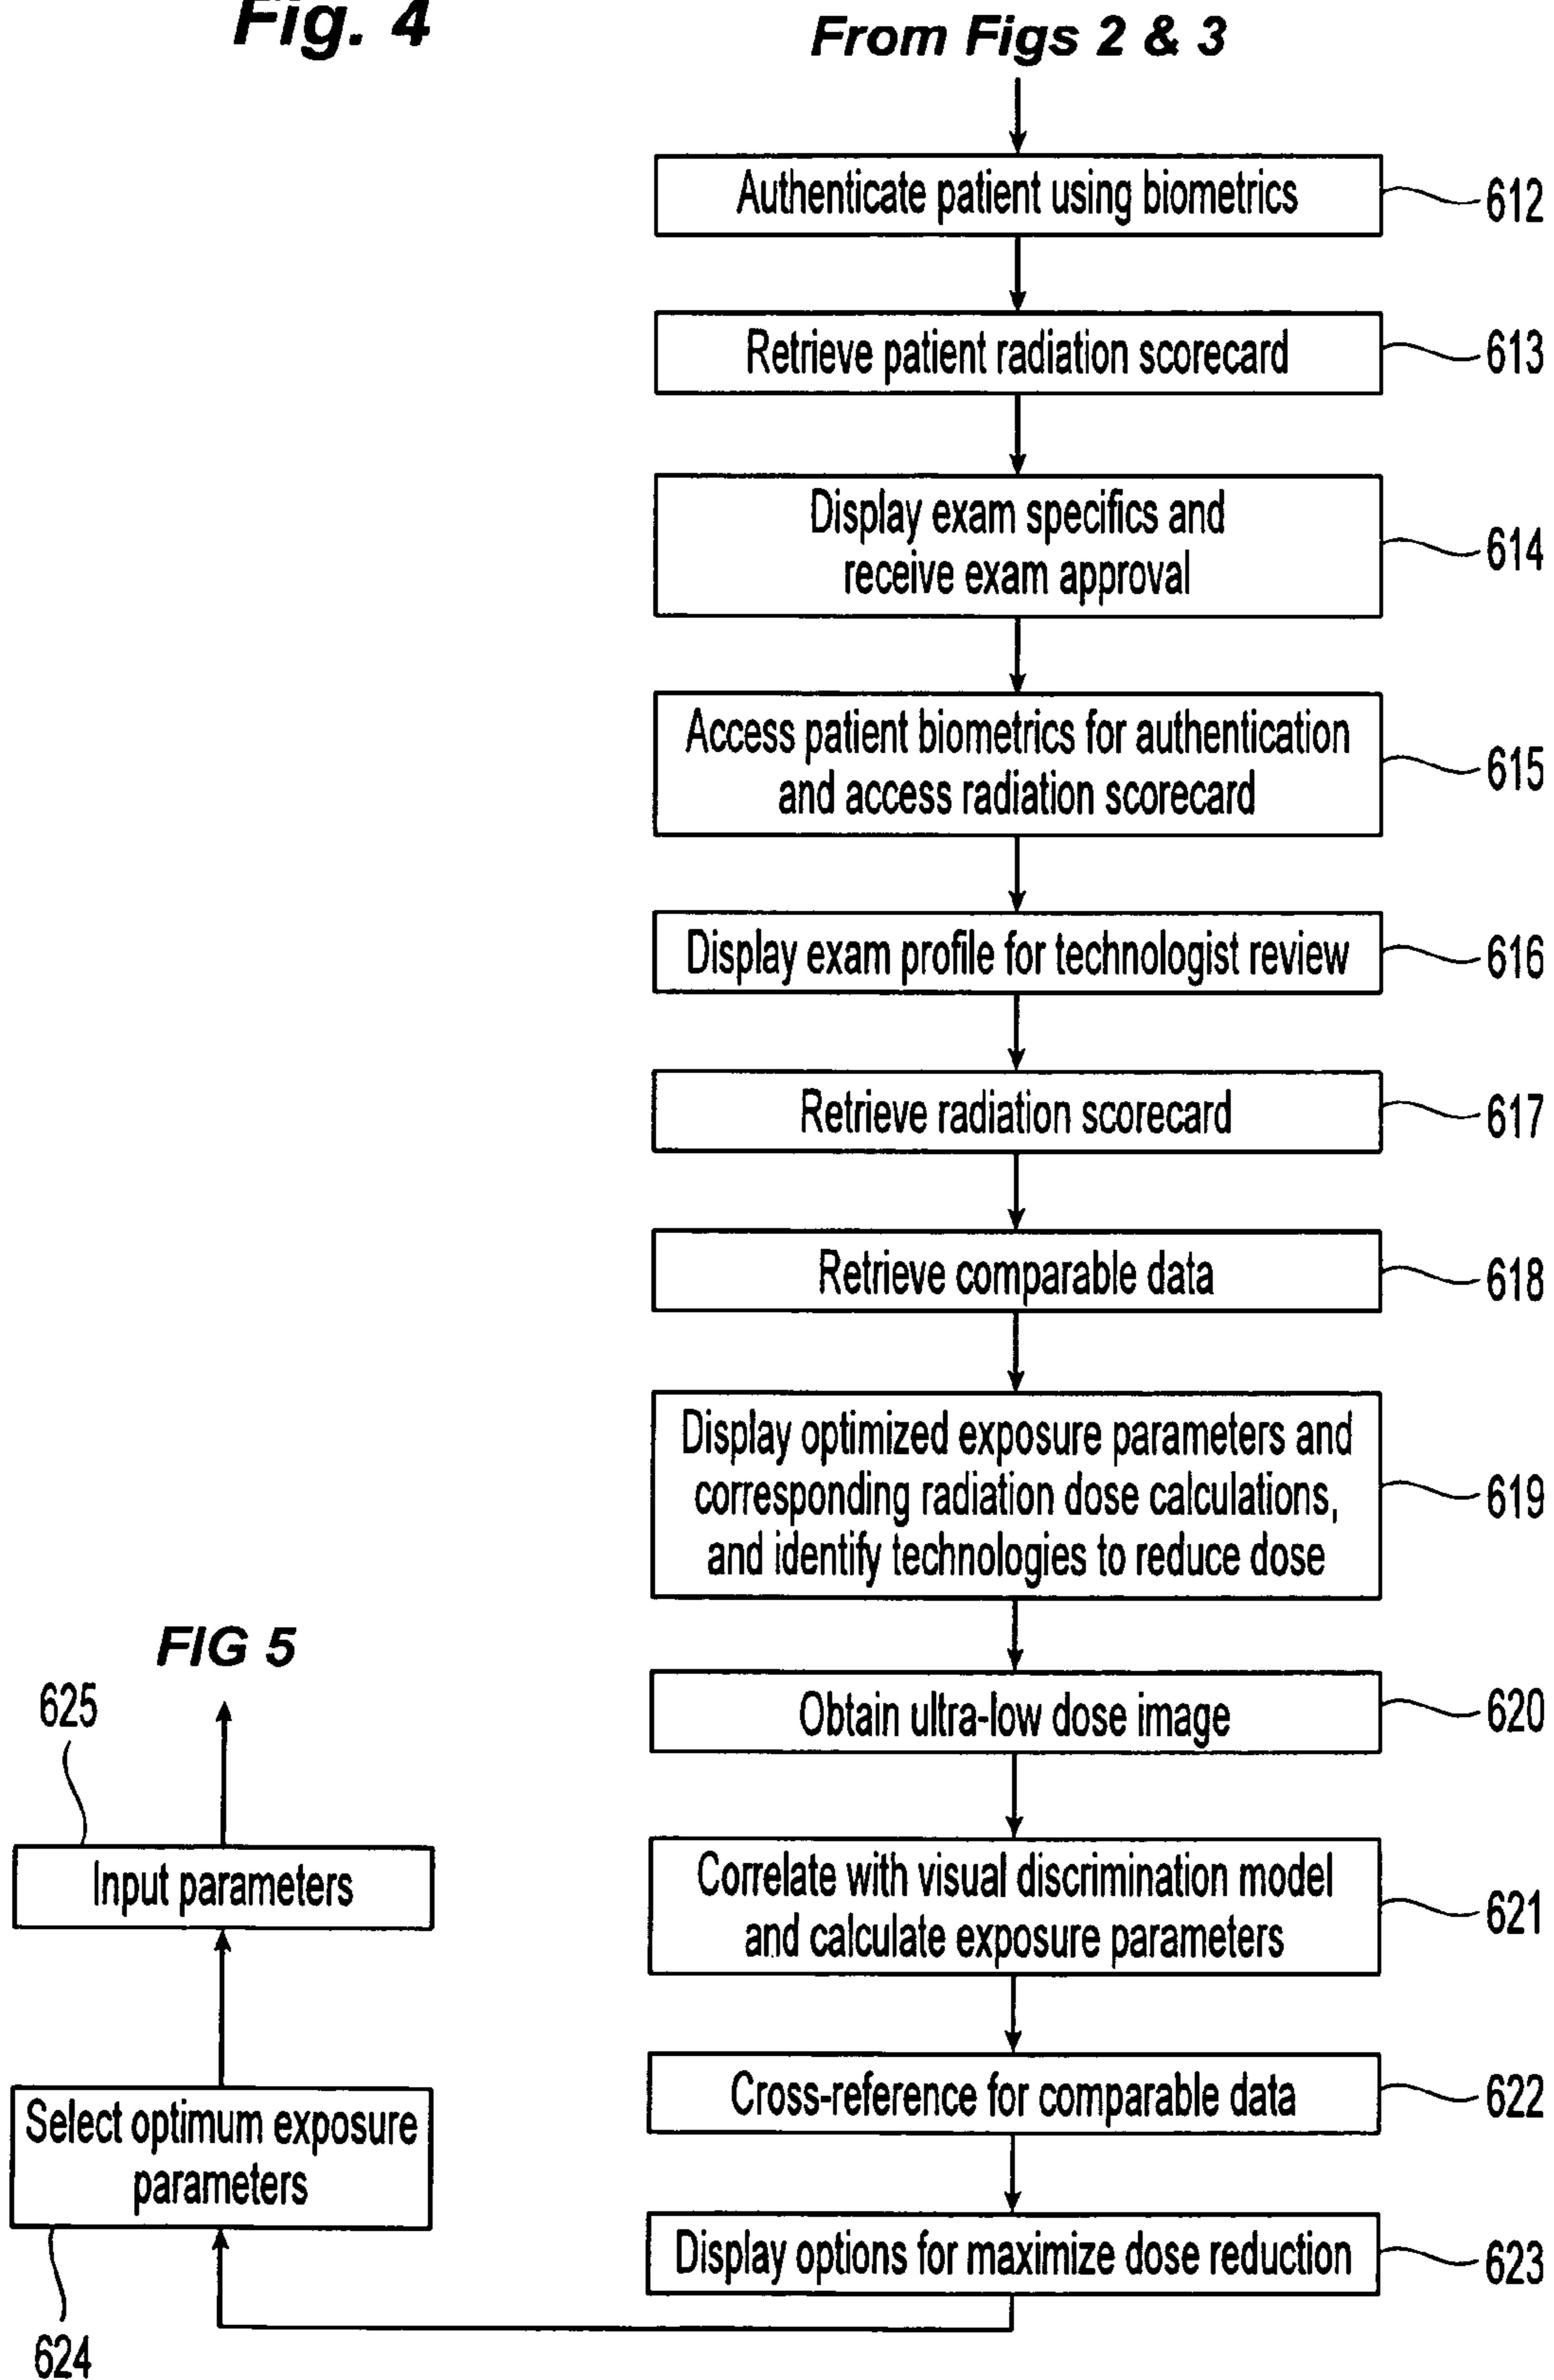 Fig. 4
From Figs 2 & 3
Authenticate patient using biometrics
612
Retrieve patient radiation scorecard
613
Display exam specifics and
receive exam approval
614
Access patient biometrics for authentication
and access radiation scorecard
615
Display exam profile for technologist review
616
Retrieve radiation scorecard
617
Retrieve comparable data
618
Display optimized exposure parameters and
corresponding radiation dose calculations,
and identify technologies to reduce dose
619
Obtain ultra-low dose image
620
Correlate with visual discrimination model
and calculate exposure parameters
621
Cross-reference for comparable data
622
Display options for maximize dose reduction
623
Select optimum exposure
parameters
624
Input parameters
625
FIG 5